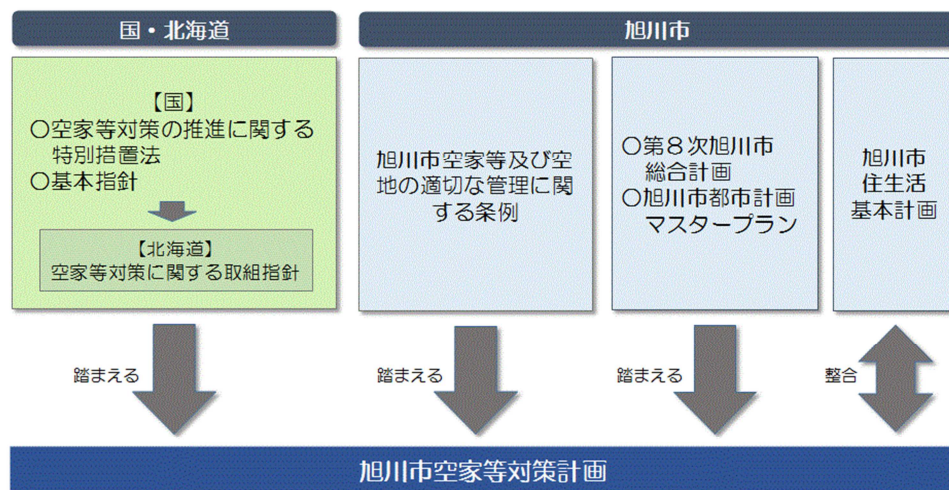 国・北海道
【国】
〇空家等対策の推進に関する
特別措置法
〇基本指針
【北海道】
空家等対策に関する取組指針
旭川市
旭川市空家等及び空
地の適切な管理に関
する条例
〇第８次旭川市
総合計画
〇旭川市都市計画
マスタープラン
旭川市
住生活
基本計画
踏まえる
踏まえる
踏まえる
整合
旭川市空家等対策計画